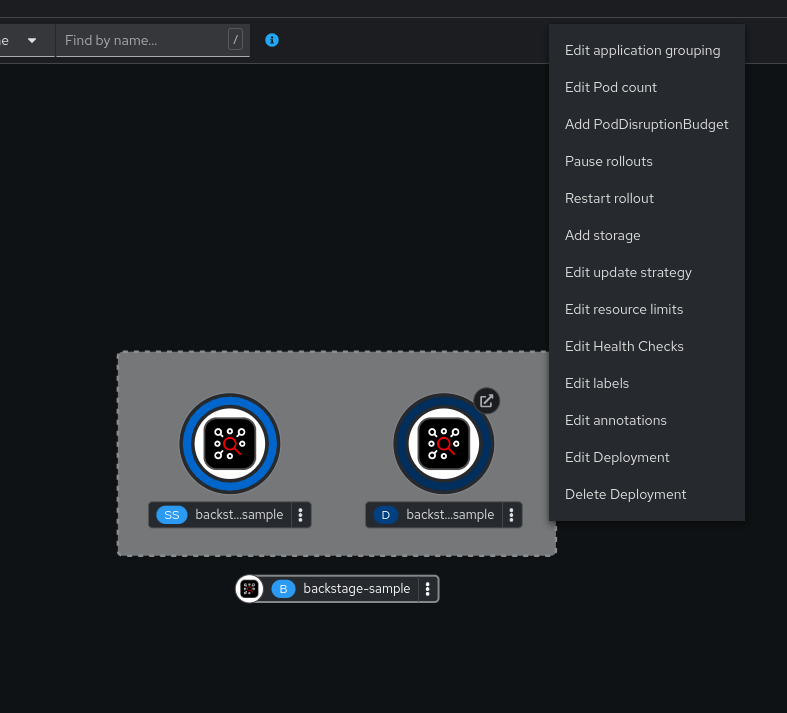 e
Find by name...
/
Edit application grouping
Edit Pod count
Add PodDisruptionBudget
Pause rollouts
Restart rollout
Add storage
Edit update strategy
Edit resource limits
Edit Health Checks
Edit labels
Edit annotations
Edit Deployment
Delete Deployment
SS backst...sample
D backst...sample
B backstage-sample